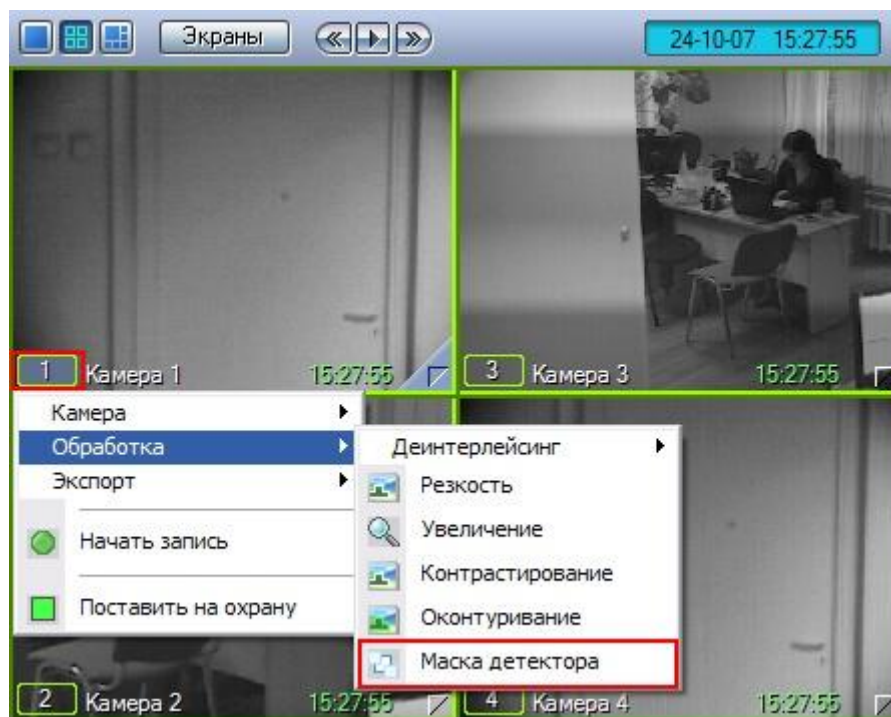 Экраны
24-10-07 15:27:55
1 Камера 1 15:27:55
3 Камера 3 15:27:55
Камера
Обработка
Экспорт
Начать запись
Поставить на охрану
Деинтерлейсинг
Резкость
Увеличение
Контрастирование
Оконтуривание
Маска детектора
2 Камера 2 15:27:55
4 Камера 4 15:27:55